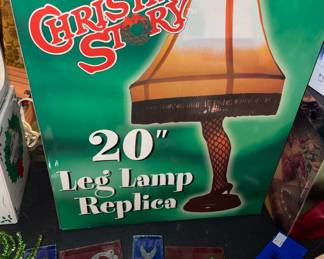 CHRISTMAS
STORY
20"
Leg Lamp
Replica